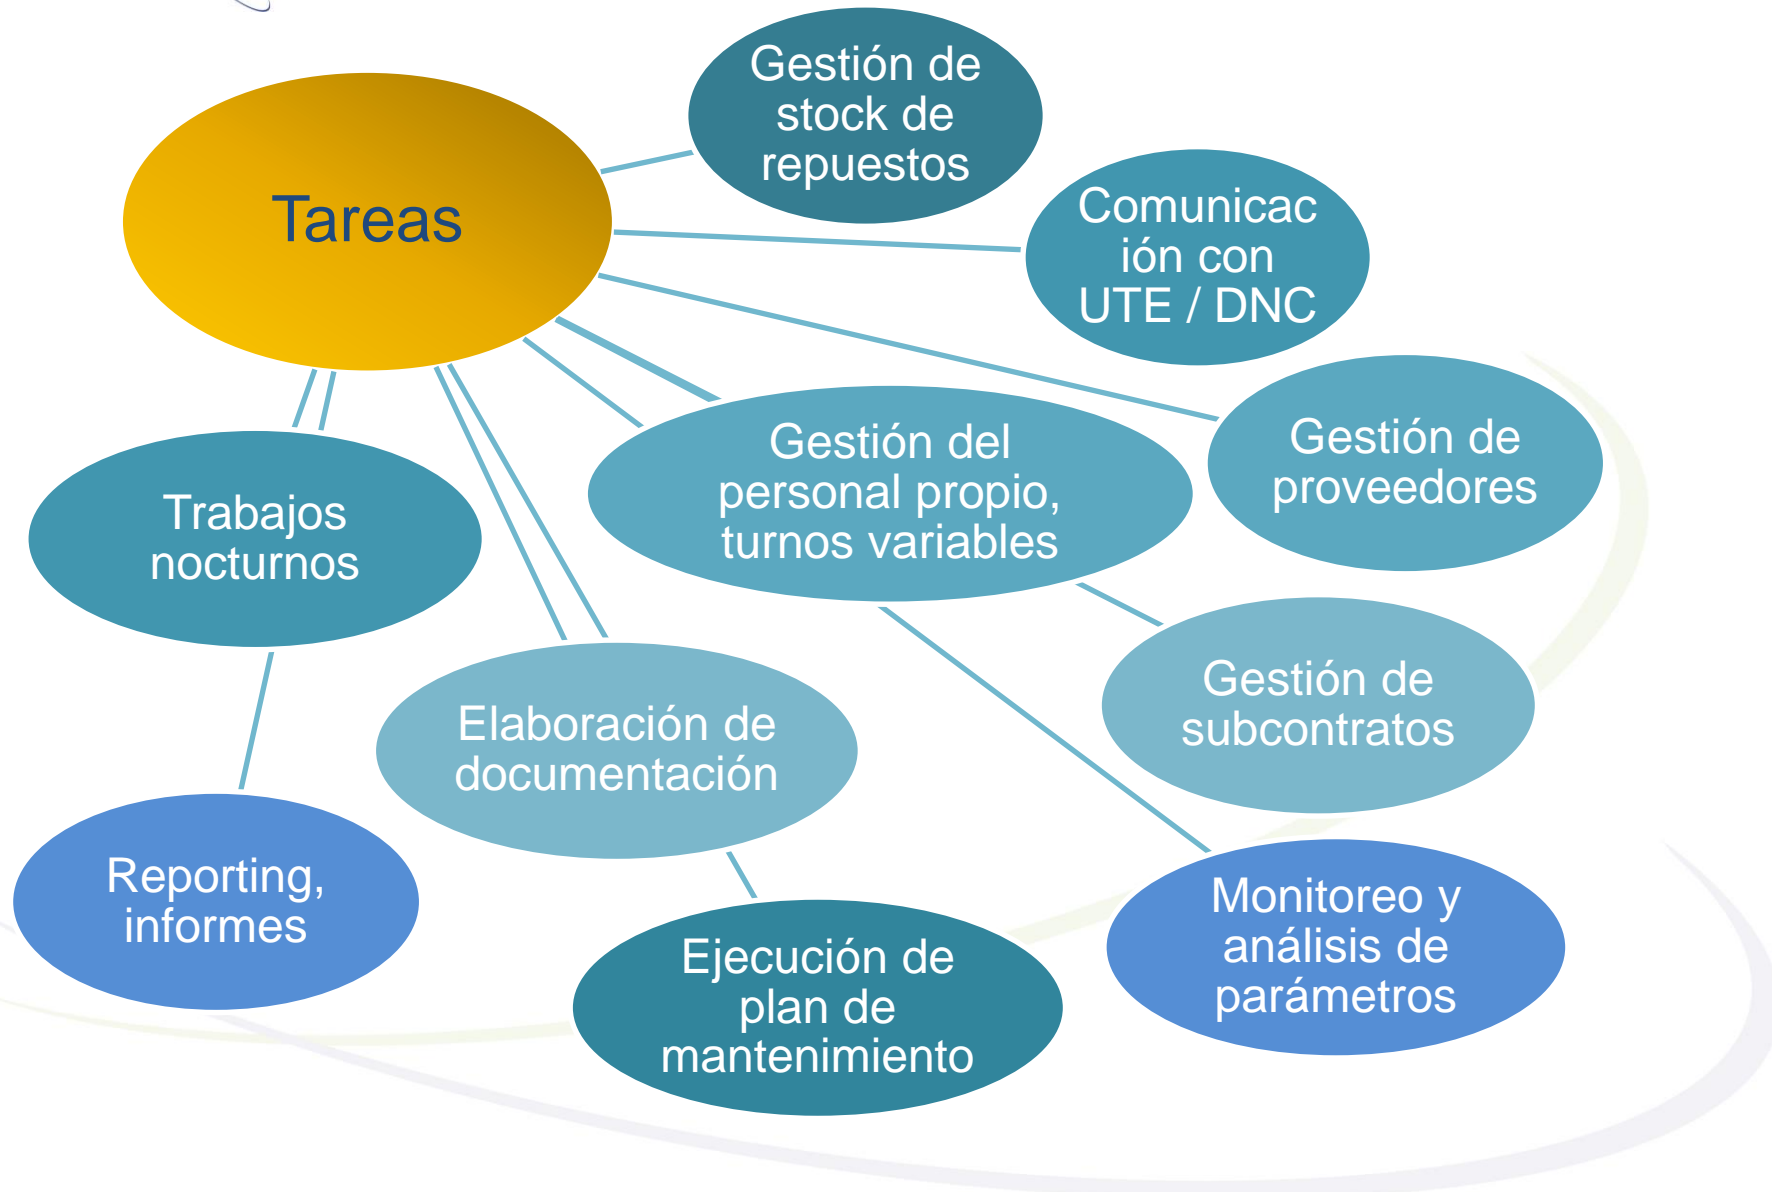 Tareas
Gestión de
stock de
repuestos
Comunicac
ión con
UTE / DNC
Gestión de
proveedores
Gestión del
personal propio,
turnos variables
Trabajos
nocturnos
Gestión de
subcontratos
Elaboración de
documentación
Reporting,
informes
Ejecución de
plan de
mantenimiento
Monitoreo y
análisis de
parámetros